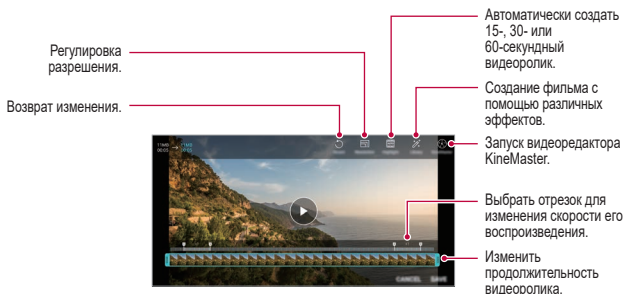 Автоматически создать
15-, 30- или
60-секундный
видеоролик.
Регулировка
разрешения.
Создание фильма с
помощью различных
эффектов.
Возврат изменения.
Запуск видеоредактора
KineMaster.
Выбрать отрезок для
изменения скорости его
воспроизведения.
Изменить
продолжительность
видеоролика.
CANCEL SAVE